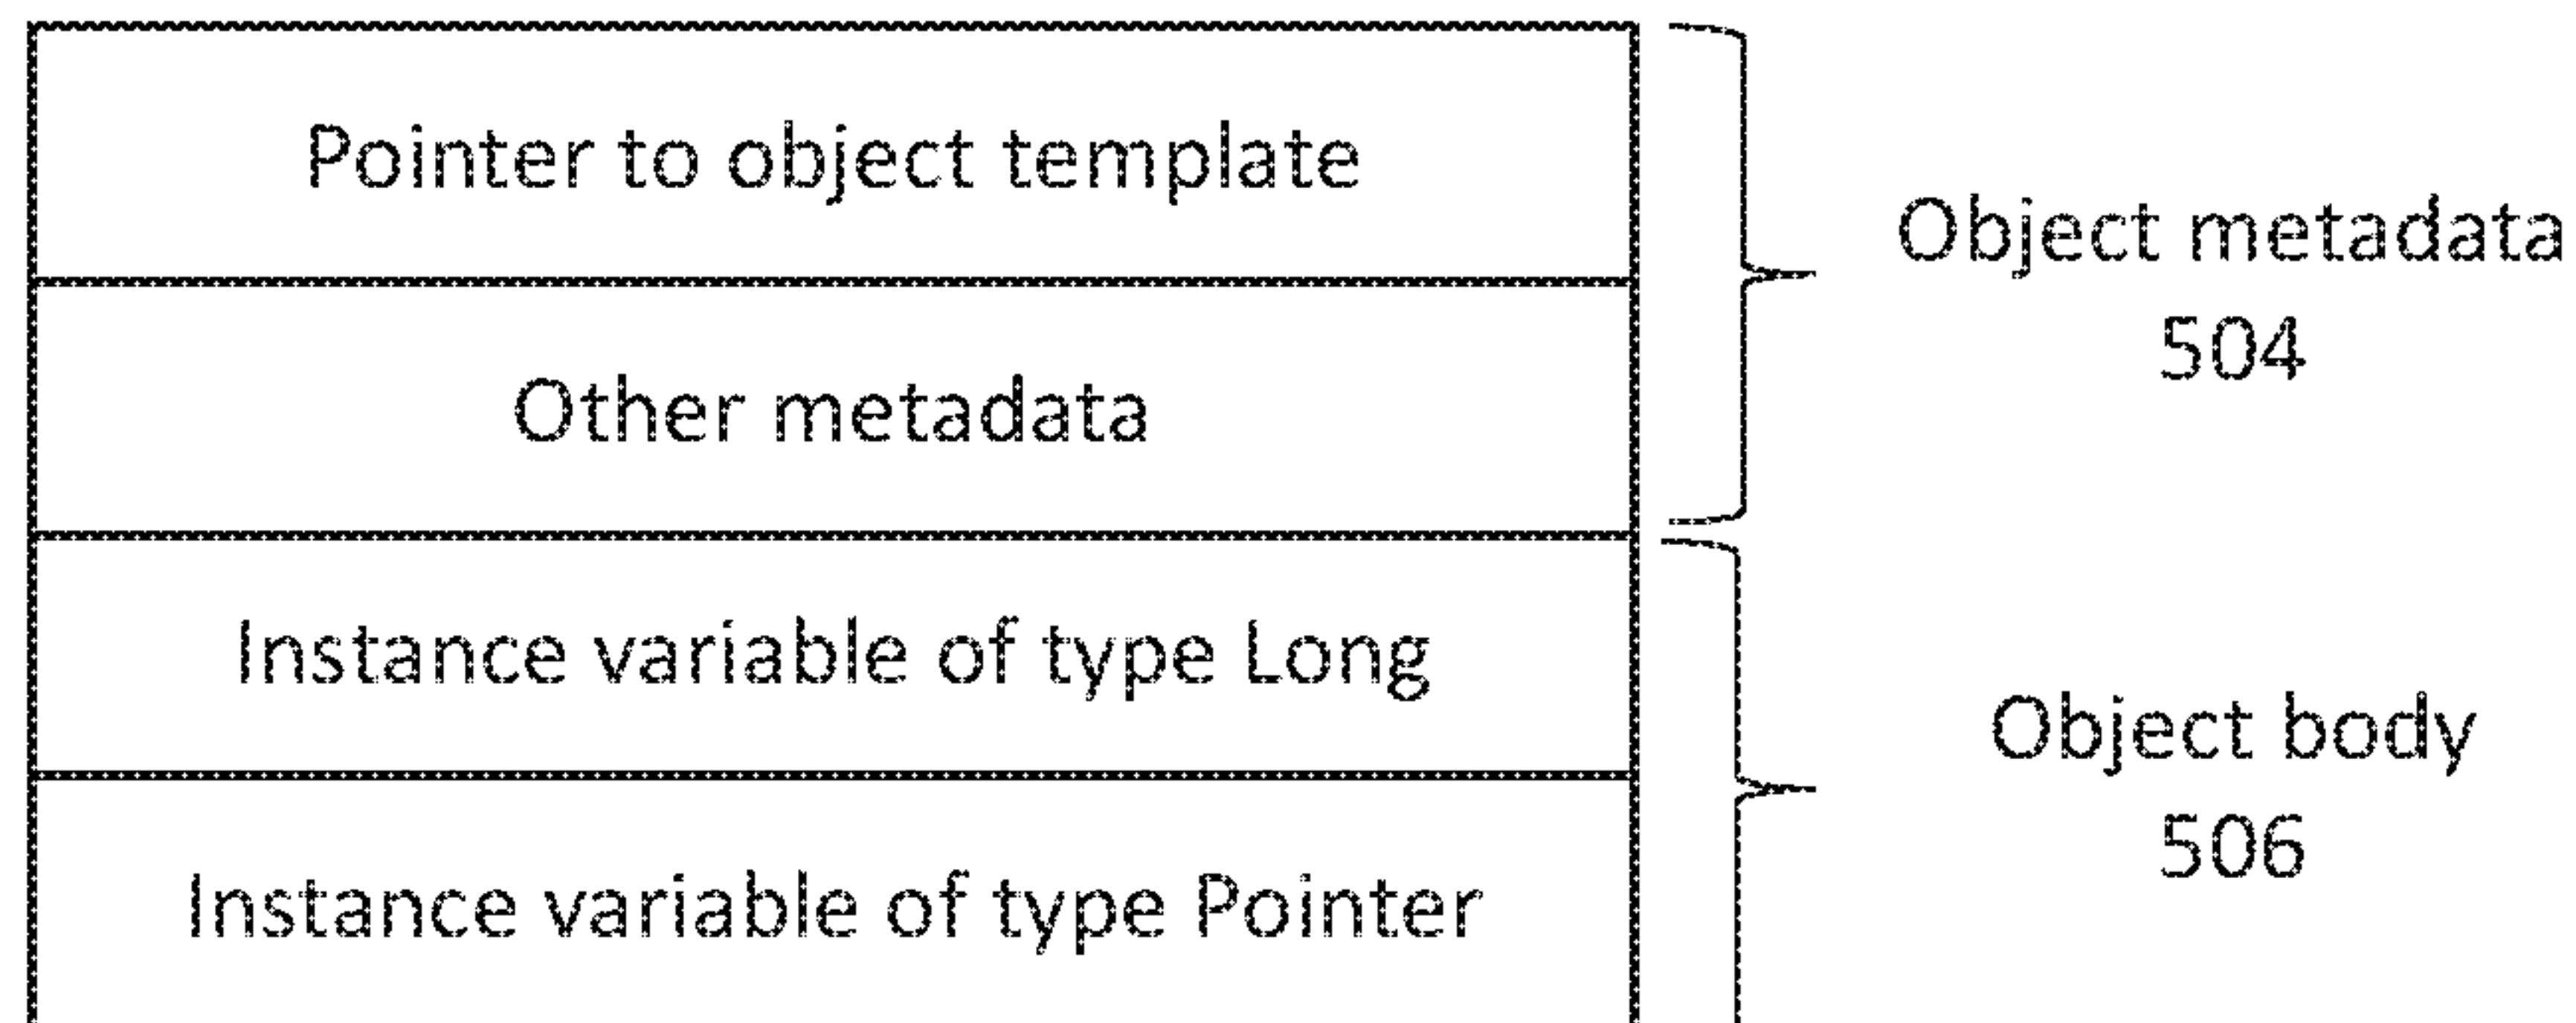 Pointer to object template
Other metadata
Object metadata
504
Instance variable of type Long
Instance variable of type Pointer
Object body
506